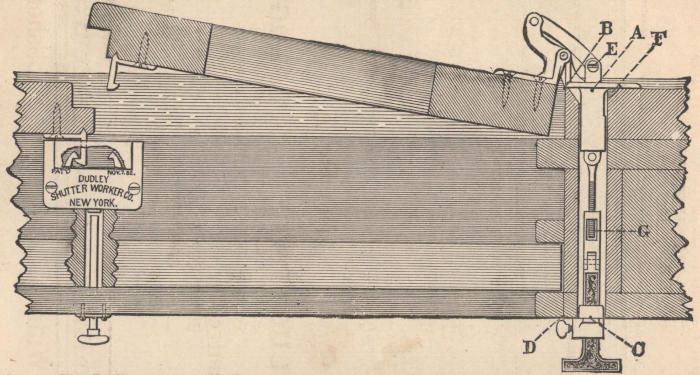 B
A
E
F
PAT'D NOV. 7. 82.
DUDLEY
SHUTTER WORKER CO.
NEW YORK.
G
D
C